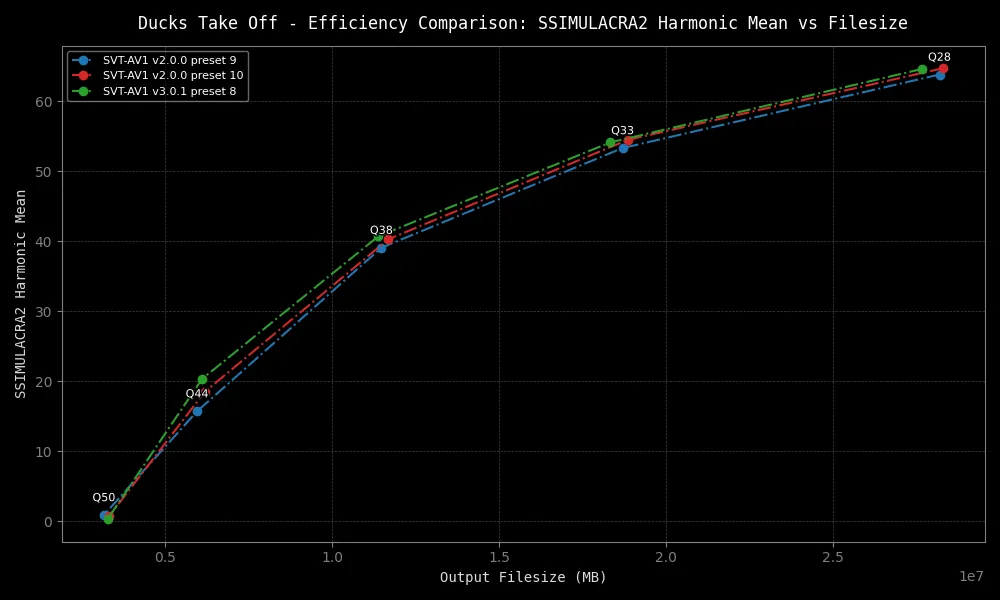 Ducks Take Off - Efficiency Comparison: SSIMULACRA2 Harmonic Mean vs Filesize
SVT-AV1 v2.0.0 preset 9
SVT-AV1 v2.0.0 preset 10
SVT-AV1 v3.0.1 preset 8
Q28
Q33
Q38
Q44
Q50
SSIMULACRA2 Harmonic Mean
60
50
40
30
20
10
0
0.5
1.0
1.5
2.0
2.5
1e7
Output Filesize (MB)